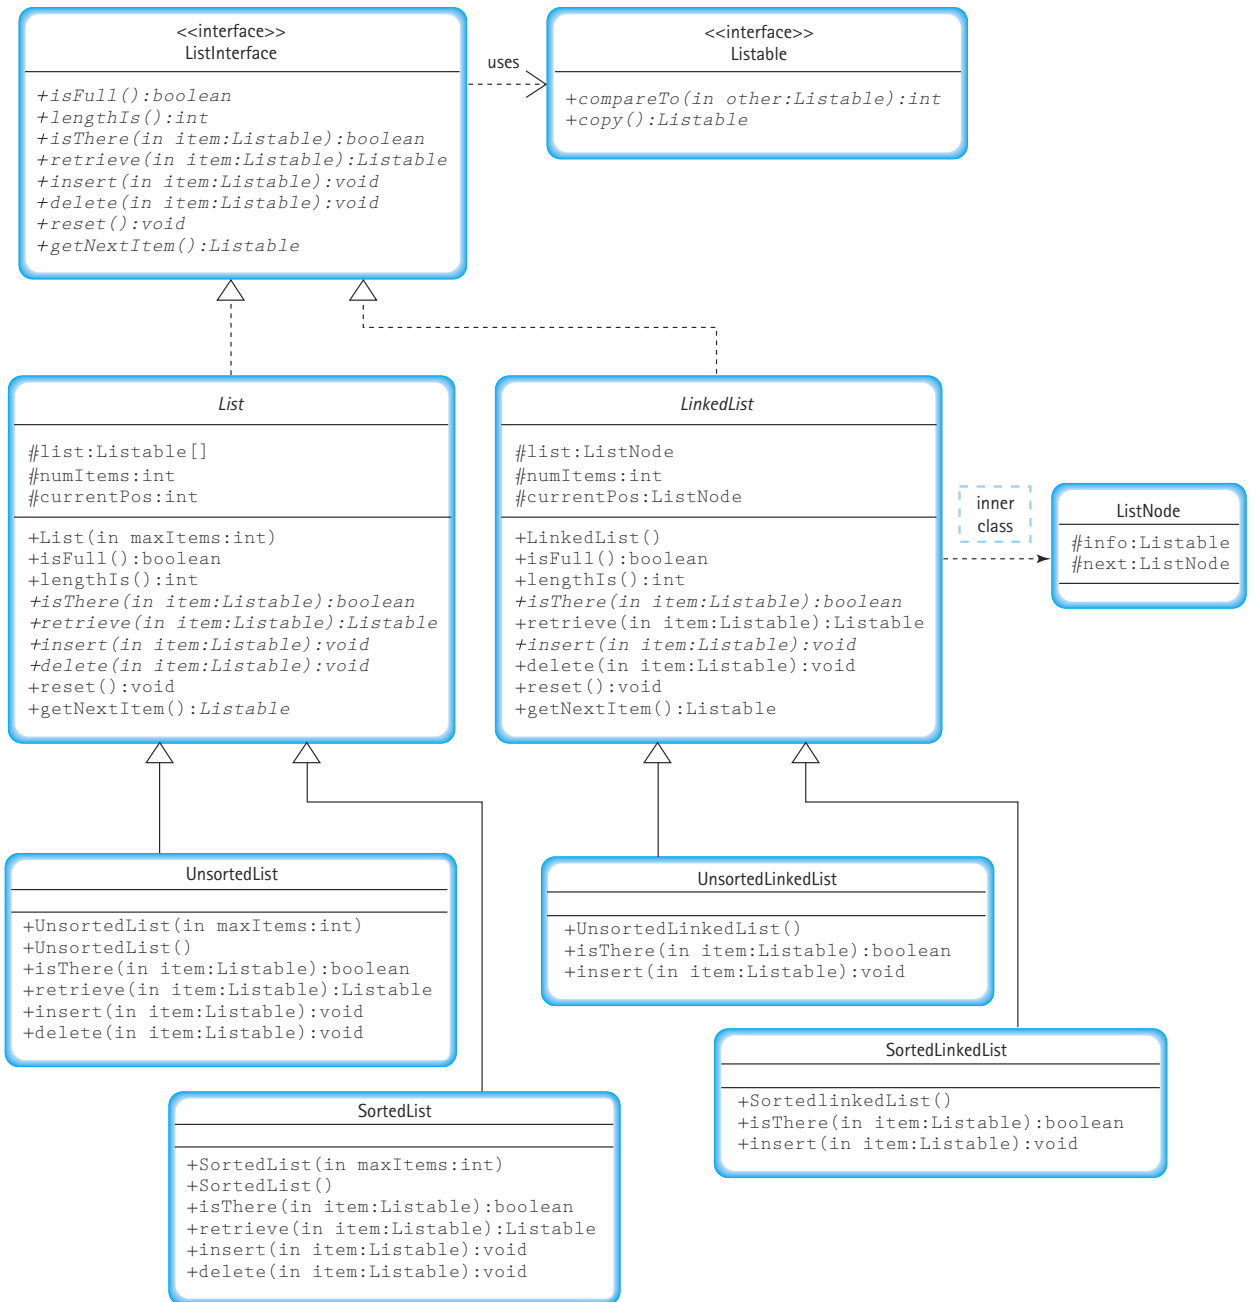 <<interface>>
ListInterface
+isFull():boolean
+lengthIs():int
+isThere(in item:Listable):boolean
+retrieve(in item:Listable):Listable
+insert(in item:Listable):void
+delete(in item:Listable):void
+reset():void
+getNextItem():Listable
uses
<<interface>>
Listable
+compareTo(in other:Listable):int
+copy():Listable
List
#list:Listable[]
#numItems:int
#currentPos:int
+List(in maxItems:int)
+isFull():boolean
+lengthIs():int
+isThere(in item:Listable):boolean
+retrieve(in item:Listable):Listable
+insert(in item:Listable):void
+delete(in item:Listable):void
+reset():void
+getNextItem():Listable
LinkedList
#list:ListNode
#numItems:int
#currentPos:ListNode
+LinkedList()
+isFull():boolean
+lengthIs():int
+isThere(in item:Listable):boolean
+retrieve(in item:Listable):Listable
+insert(in item:Listable):void
+delete(in item:Listable):void
+reset():void
+getNextItem():Listable
inner
class
ListNode
#info:Listable
#next:ListNode
UnsortedList
+UnsortedList(in maxItems:int)
+UnsortedList()
+isThere(in item:Listable):boolean
+retrieve(in item:Listable):Listable
+insert(in item:Listable):void
+delete(in item:Listable):void
UnsortedLinkedList
+UnsortedLinkedList()
+isThere(in item:Listable):boolean
+insert(in item:Listable):void
SortedLinkedList
+SortedlinkedList()
+isThere(in item:Listable):boolean
+insert(in item:Listable):void
SortedList
+SortedList(in maxItems:int)
+SortedList()
+isThere(in item:Listable):boolean
+retrieve(in item:Listable):Listable
+insert(in item:Listable):void
+delete(in item:Listable):void